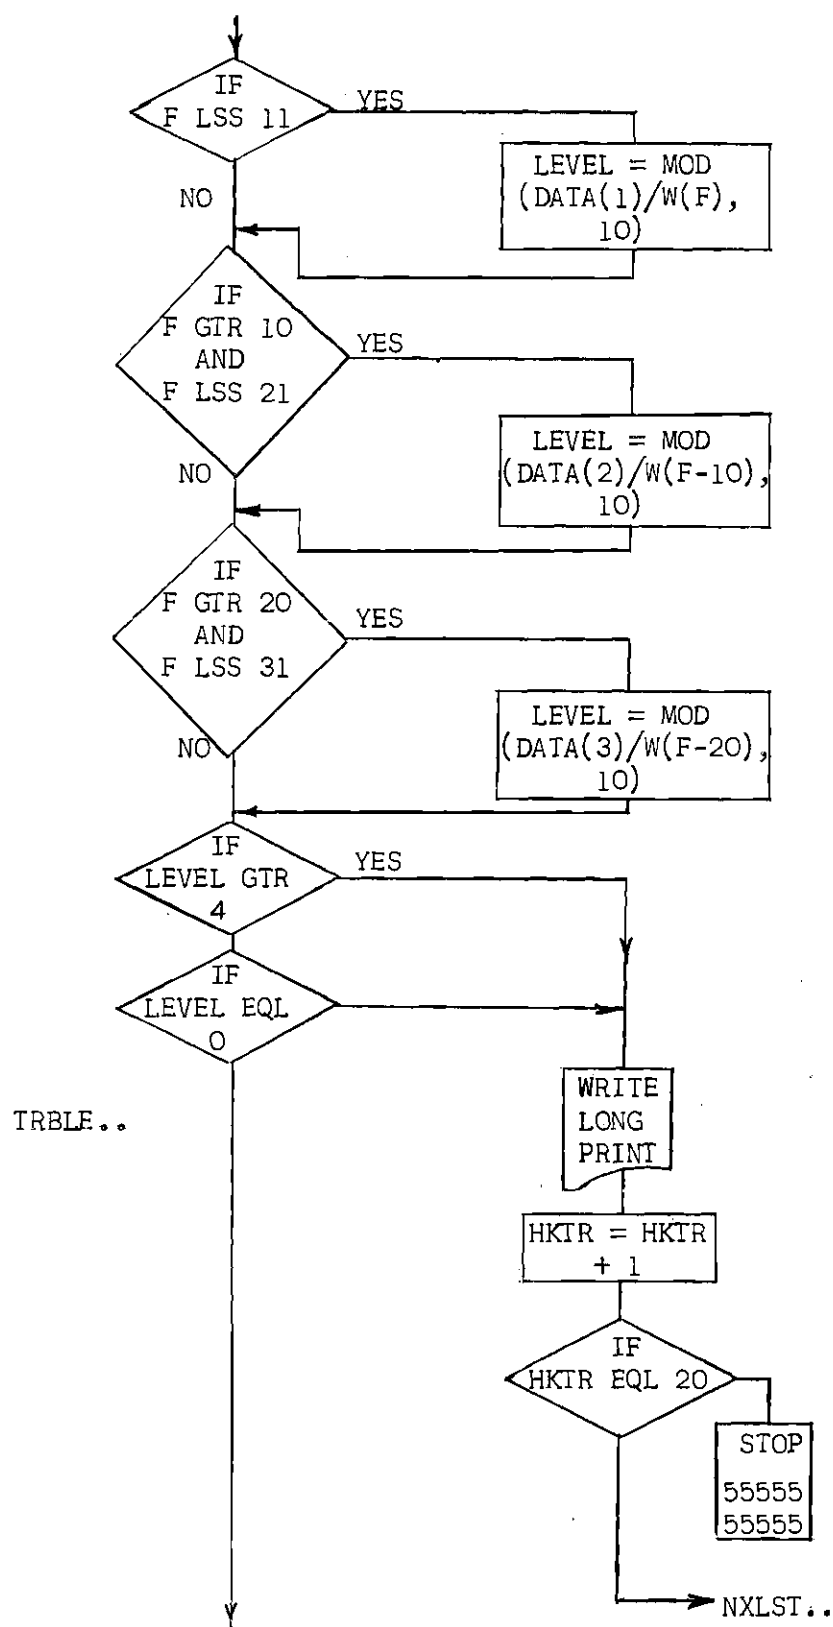 IF
F LSS 11
YES
LEVEL = MOD
(DATA(1)/W(F),
10)
NO
IF
F GTR 10
AND
F LSS 21
YES
LEVEL = MOD
(DATA(2)/W(F-10),
10)
NO
IF
F GTR 20
AND
F LSS 31
YES
LEVEL = MOD
(DATA(3)/W(F-20),
10)
NO
IF
LEVEL GTR
4
YES
IF
LEVEL EQL
0
TRBLE..
WRITE
LONG
PRINT
HKTR = HKTR
+ 1
IF
HKTR EQL 20
STOP
55555
55555
NXLST..